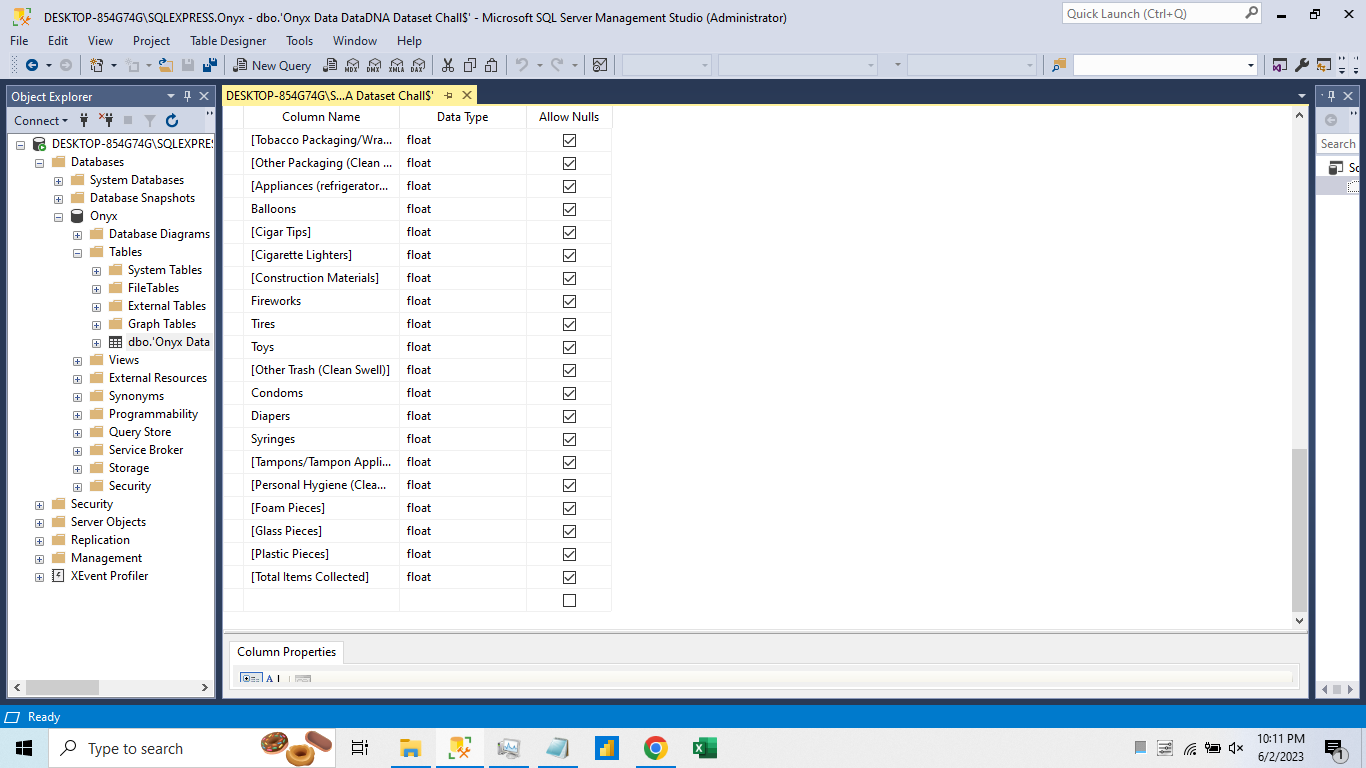 DESKTOP-854G74G\SQLEXPRESS.Onyx - dbo.'Onyx Data DataDNA Dataset Chall$' - Microsoft SQL Server Management Studio (Administrator)
Quick Launch (Ctrl+Q)
File Edit View Project Table Designer Tools Window Help
New Query
MDX DMX XMLA DAX
Object Explorer
DESKTOP-854G74G\S...A Dataset Chall$'
Connect
Column Name Data Type Allow Nulls
Search
DESKTOP-854G74G\SQLEXPRES
Databases
System Databases
Database Snapshots
Onyx
Database Diagrams
Tables
System Tables
FileTables
External Tables
Graph Tables
dbo.'Onyx Data
Views
External Resources
Synonyms
Programmability
Query Store
Service Broker
Storage
Security
Security
Server Objects
Replication
Management
XEvent Profiler
[Tobacco Packaging/Wra... float
[Other Packaging (Clean ... float
[Appliances (refrigerator... float
Balloons float
[Cigar Tips] float
[Cigarette Lighters] float
[Construction Materials] float
Fireworks float
Tires float
Toys float
[Other Trash (Clean Swell)] float
Condoms float
Diapers float
Syringes float
[Tampons/Tampon Appli... float
[Personal Hygiene (Clea... float
[Foam Pieces] float
[Glass Pieces] float
[Plastic Pieces] float
[Total Items Collected] float
Column Properties
Ready
Type to search
10:11 PM
6/2/2023
1